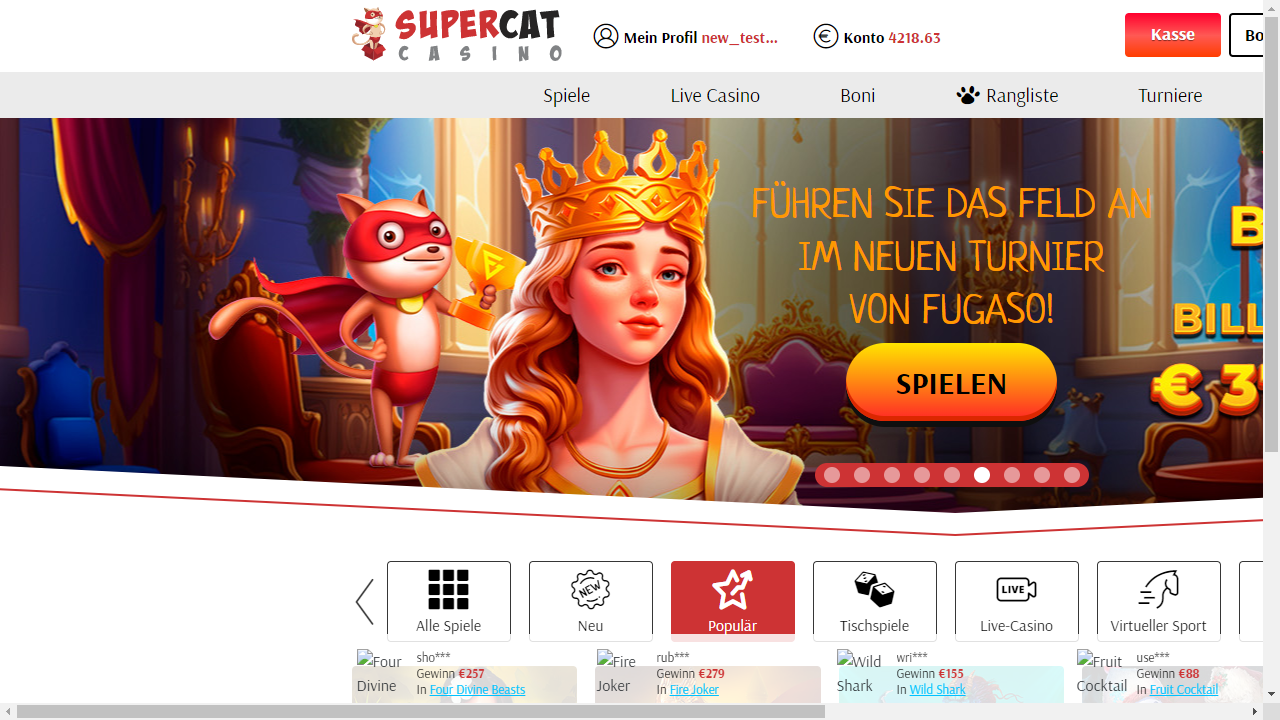 SUPERCAT
CASINO
Mein Profil new_test...
Konto 4218.63
Kasse
Spiele
Live Casino
Boni
Rangliste
Turniere
FÜHREN SIE DAS FELD AN
IM NEUEN TURNIER
VON FUGASO!
SPIELEN
Alle Spiele
Neu
NEW
Populär
Tischspiele
LIVE
Live-Casino
Virtueller Sport
Four Divine
sho***
Gewinn €257
In Four Divine Beasts
Fire Joker
rub***
Gewinn €279
In Fire Joker
Wild Shark
wri***
Gewinn €155
In Wild Shark
Fruit Cocktail
use***
Gewinn €88
In Fruit Cocktail